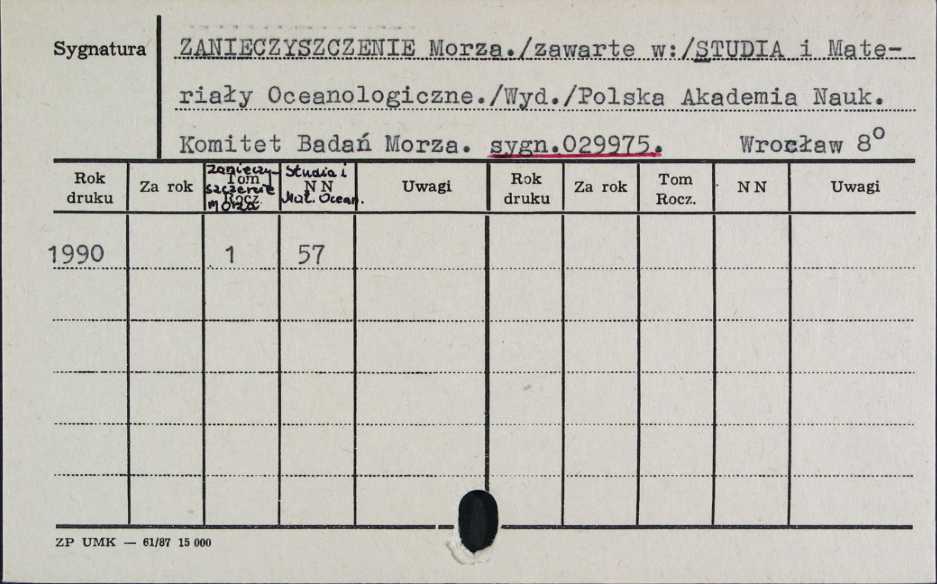 Sygnatura ZANIECZYSZCZENIE Morza./zawarte w:/STUDIA i Mate-
riały Oceanologiczne./Wyd./Polska Akademia Nauk.
Komitet Badań Morza. sygn.029975. Wrocław 8°
Rok druku Za rok Tom Rocz. Zanieczyszczenie Morza NN Studia i Mat. Ocean. Uwagi Rok druku Za rok Tom Rocz. NN Uwagi
1990 1 57
ZP UMK — 61/87 15 000